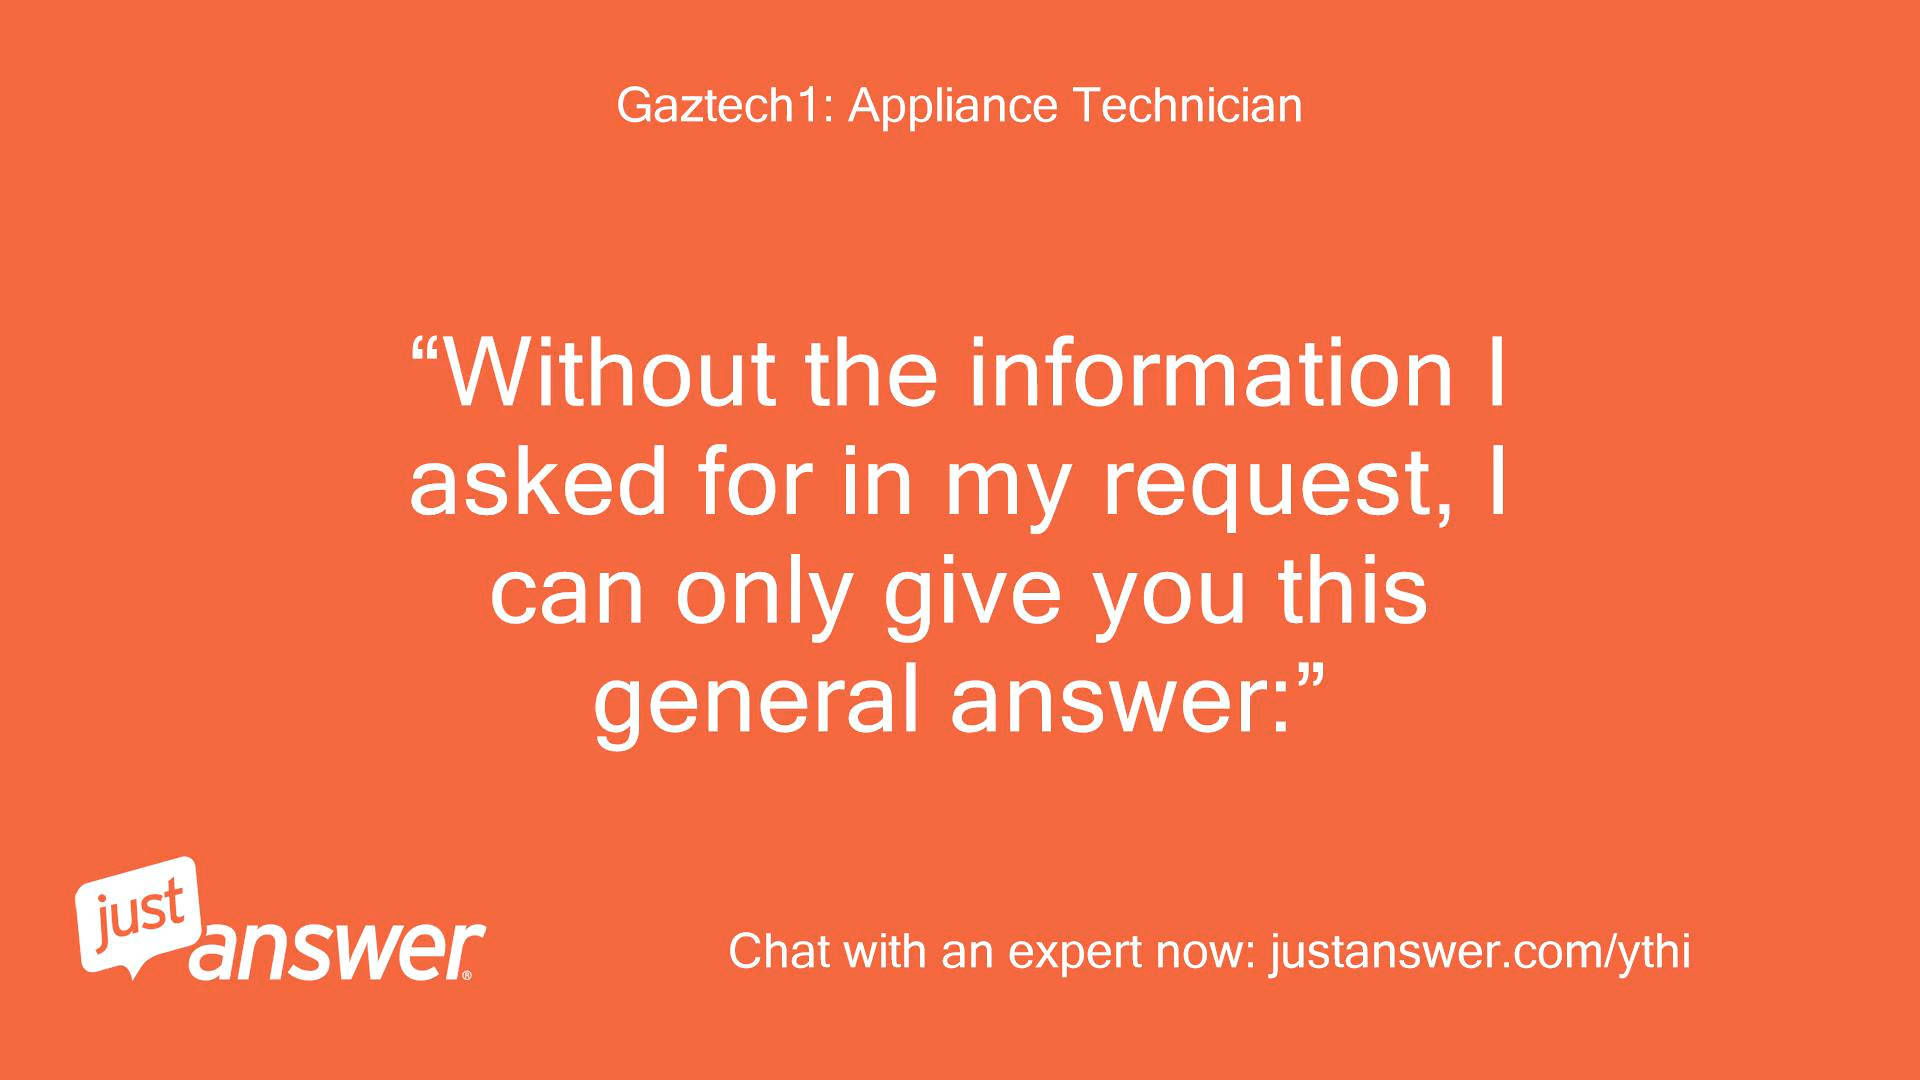 Gaztech1: Appliance Technician
“Without the information I
asked for in my request, I
can only give you this
general answer:”
just
answer®
Chat with an expert now: justanswer.com/ythi